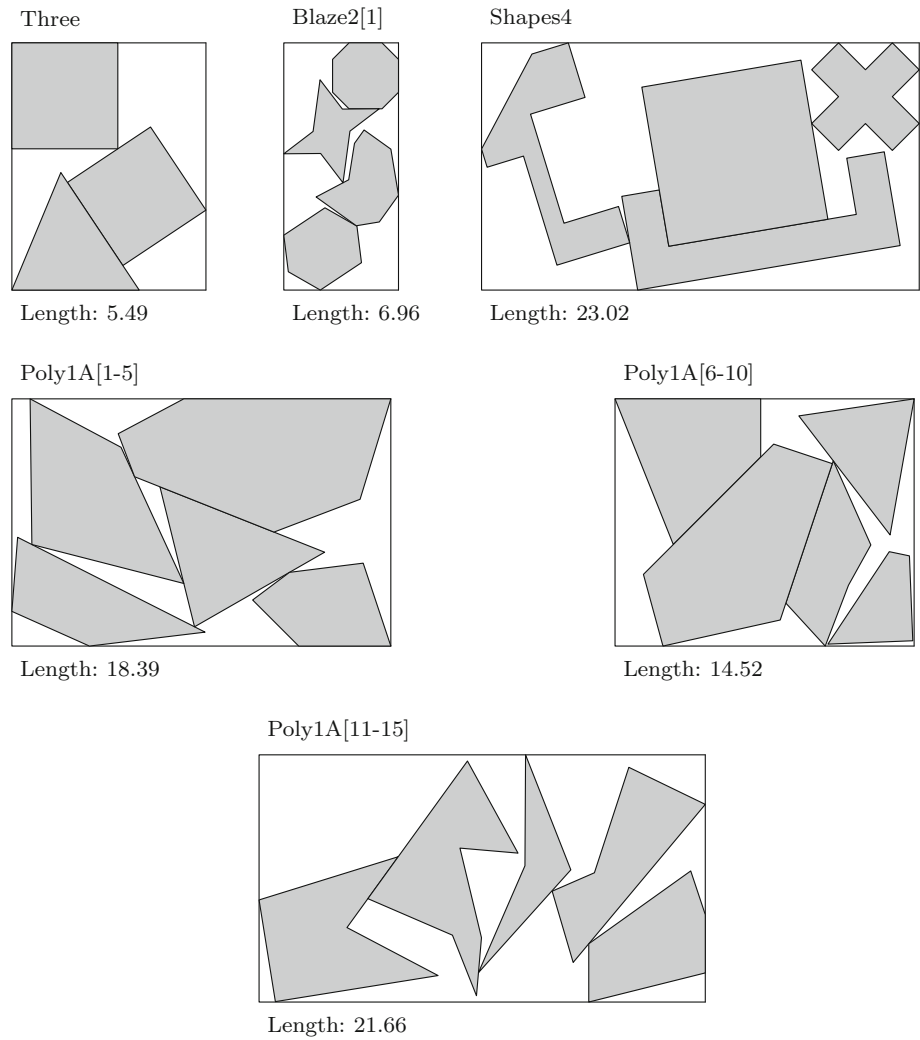 Three
Blaze2[1]
Shapes4
Length: 5.49
Length: 6.96
Length: 23.02
Poly1A[1-5]
Poly1A[6-10]
Length: 18.39
Length: 14.52
Poly1A[11-15]
Length: 21.66